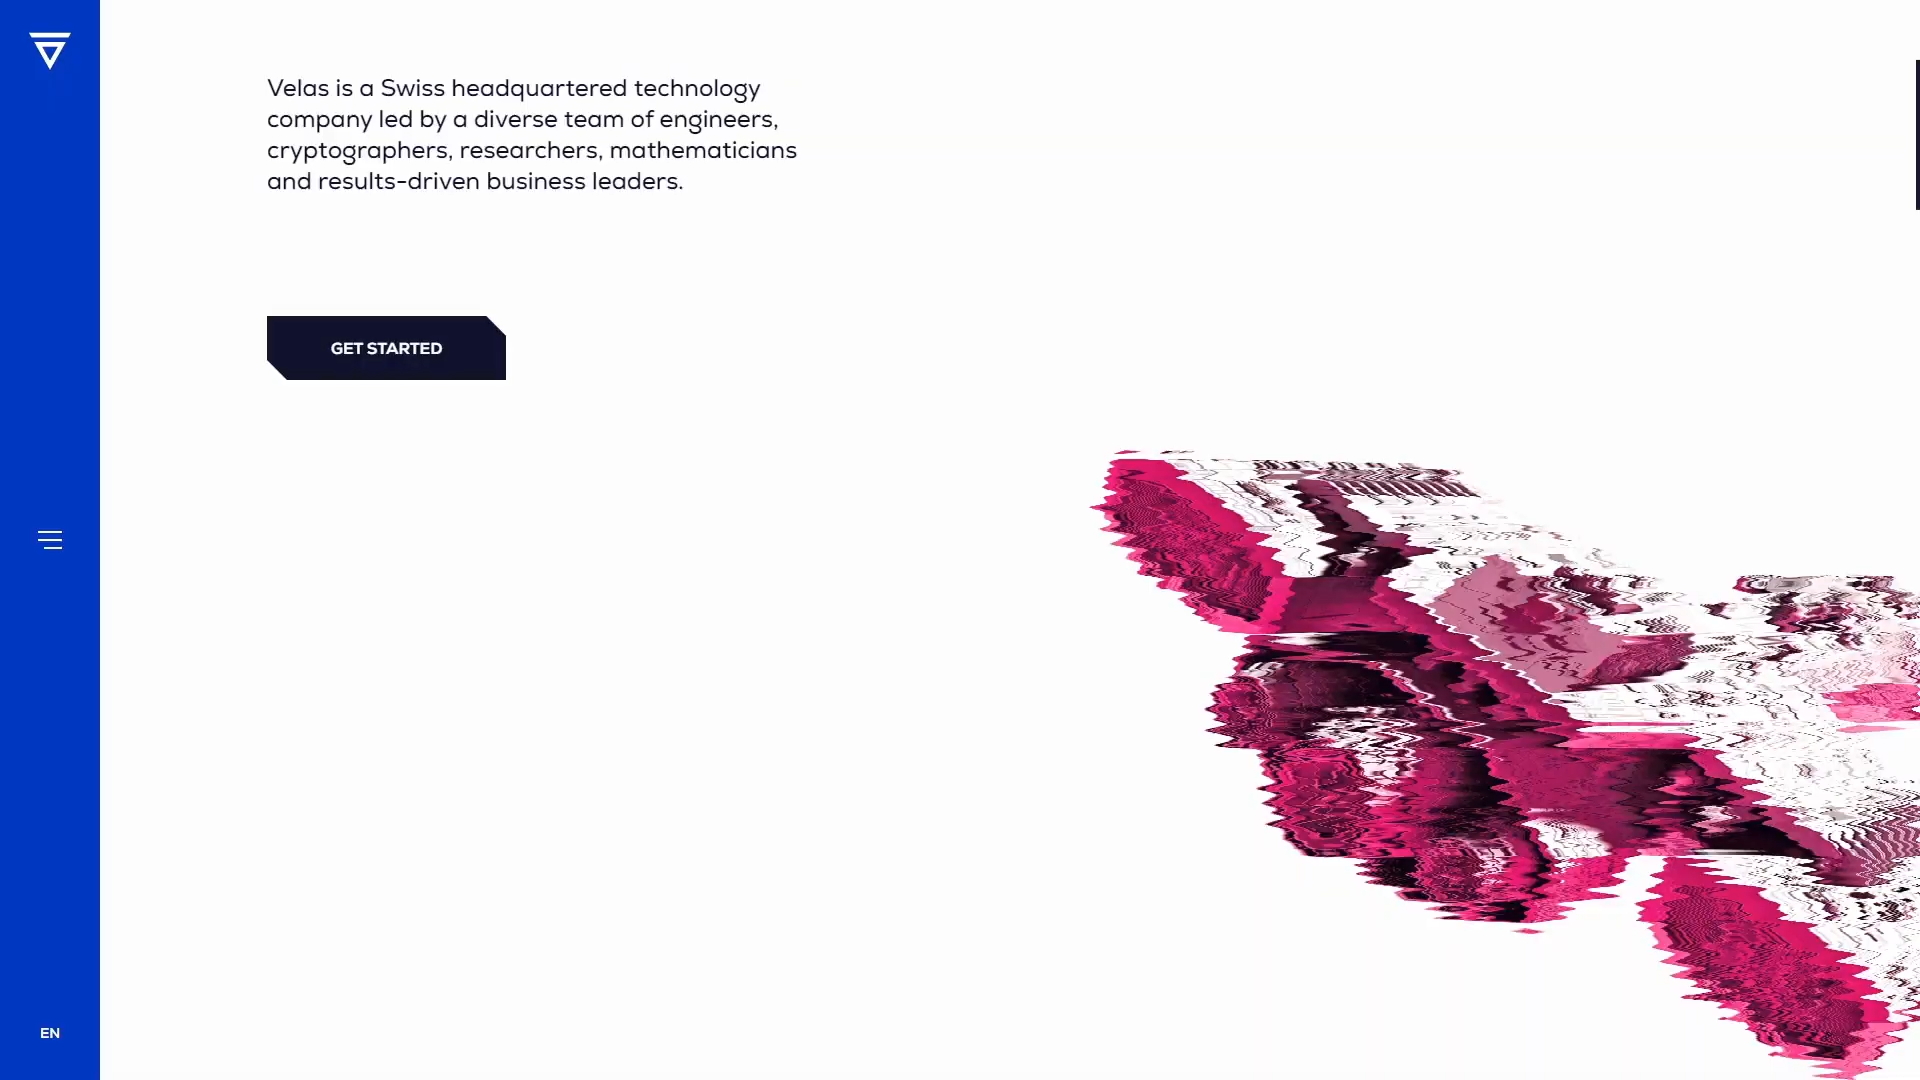 Velas is a Swiss headquartered technology
company led by a diverse team of engineers,
cryptographers, researchers, mathematicians
and results-driven business leaders.
GET STARTED
EN